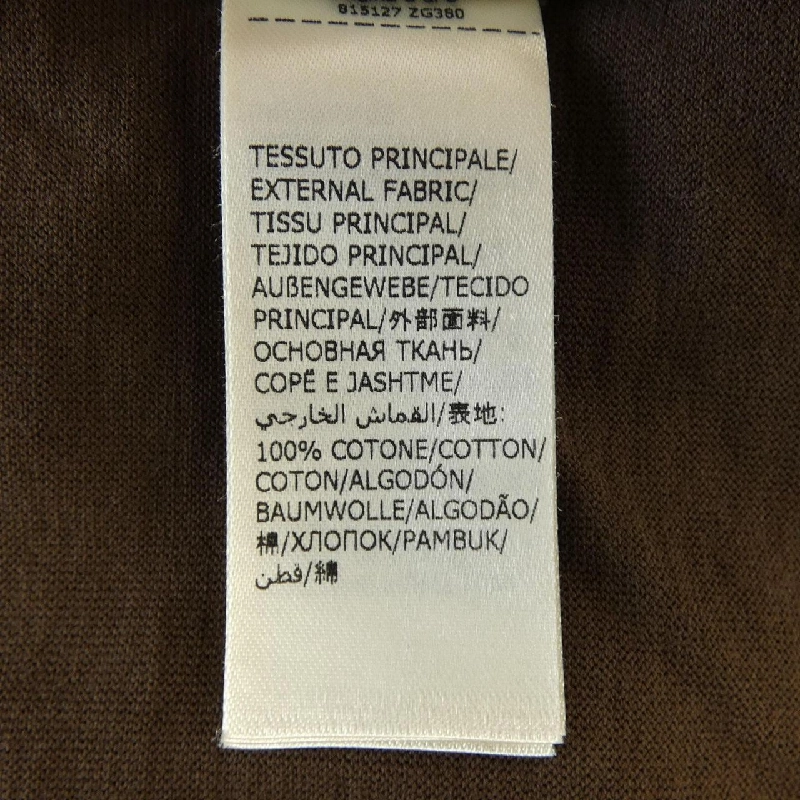 815127 ZG380
TESSUTO PRINCIPALE/
EXTERNAL FABRIC/
TISSU PRINCIPAL/
TEJIDO PRINCIPAL/
AUßENGEWEBE/TECIDO
PRINCIPAL/外部面料/
ОСНОВНАЯ ТКАНЬ/
COPË E JASHTME/
القماش الخارجي/表地:
100% COTONE/COTTON/
COTON/ALGODÓN/
BAUMWOLLE/ALGODÃO/
棉/ХЛОПОК/PAMBUK/
قطن/綿